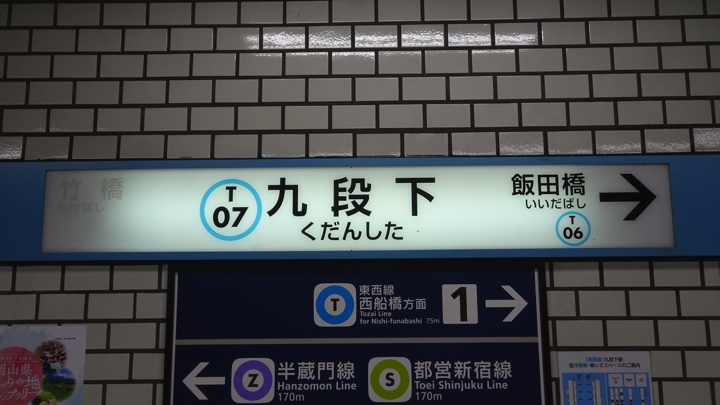 竹橋
たけばし
T
07
九段下
くだんした
飯田橋
いいだばし
T
06
T
東西線
西船橋方面
Tozai Line
for Nishi-funabashi 75m
1
Z
半蔵門線
Hanzomon Line
170m
S
都営新宿線
Toei Shinjuku Line
170m